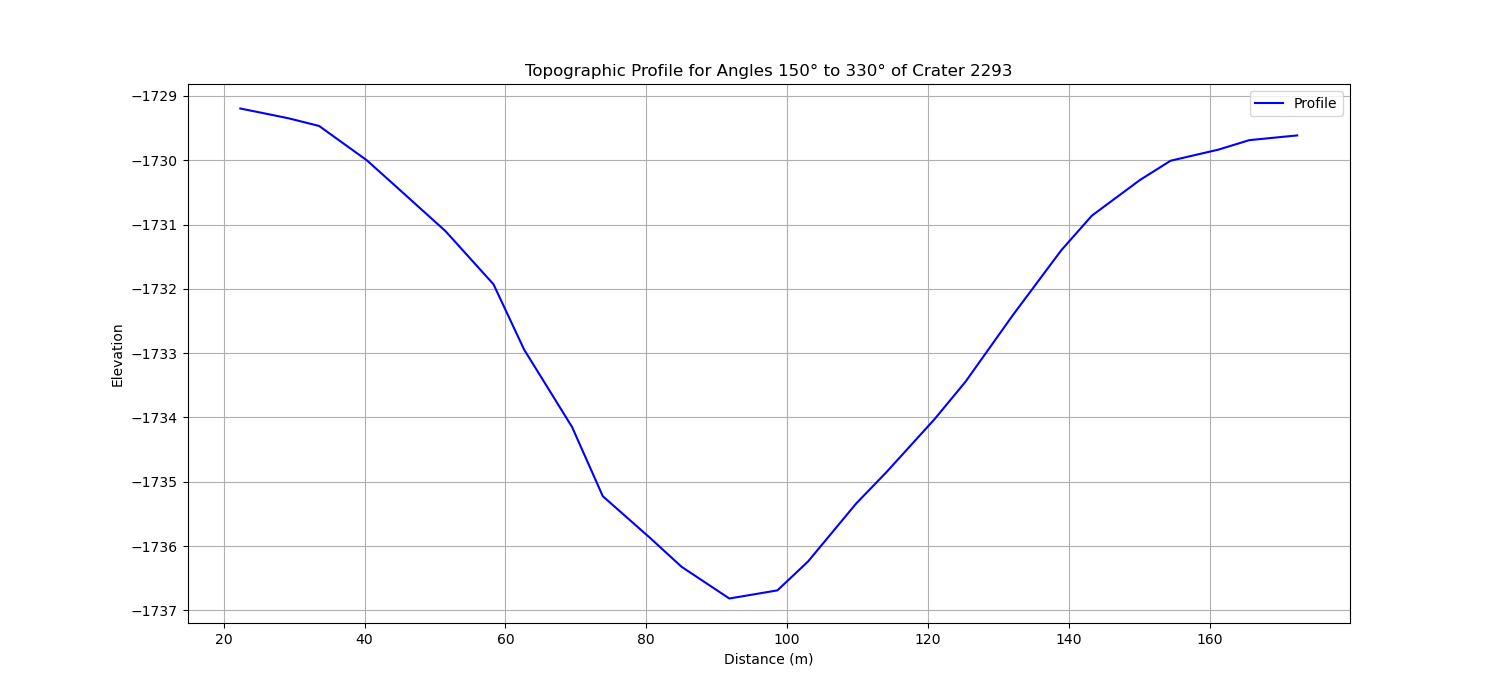 Topographic Profile for Angles 150° to 330° of Crater 2293
Profile
−1729
−1730
−1731
−1732
−1733
−1734
−1735
−1736
−1737
Elevation
20 40 60 80 100 120 140 160
Distance (m)